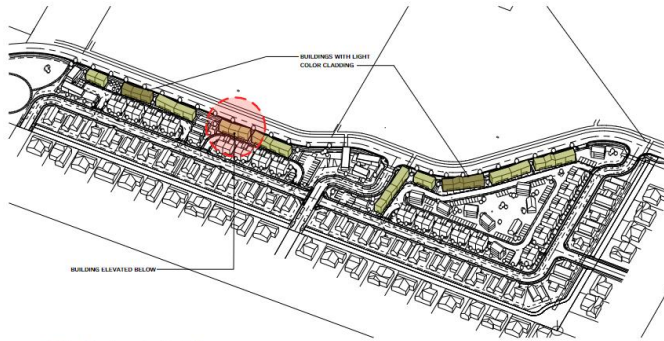 BUILDINGS WITH LIGHT
COLOR CLADDING
BUILDING ELEVATED BELOW